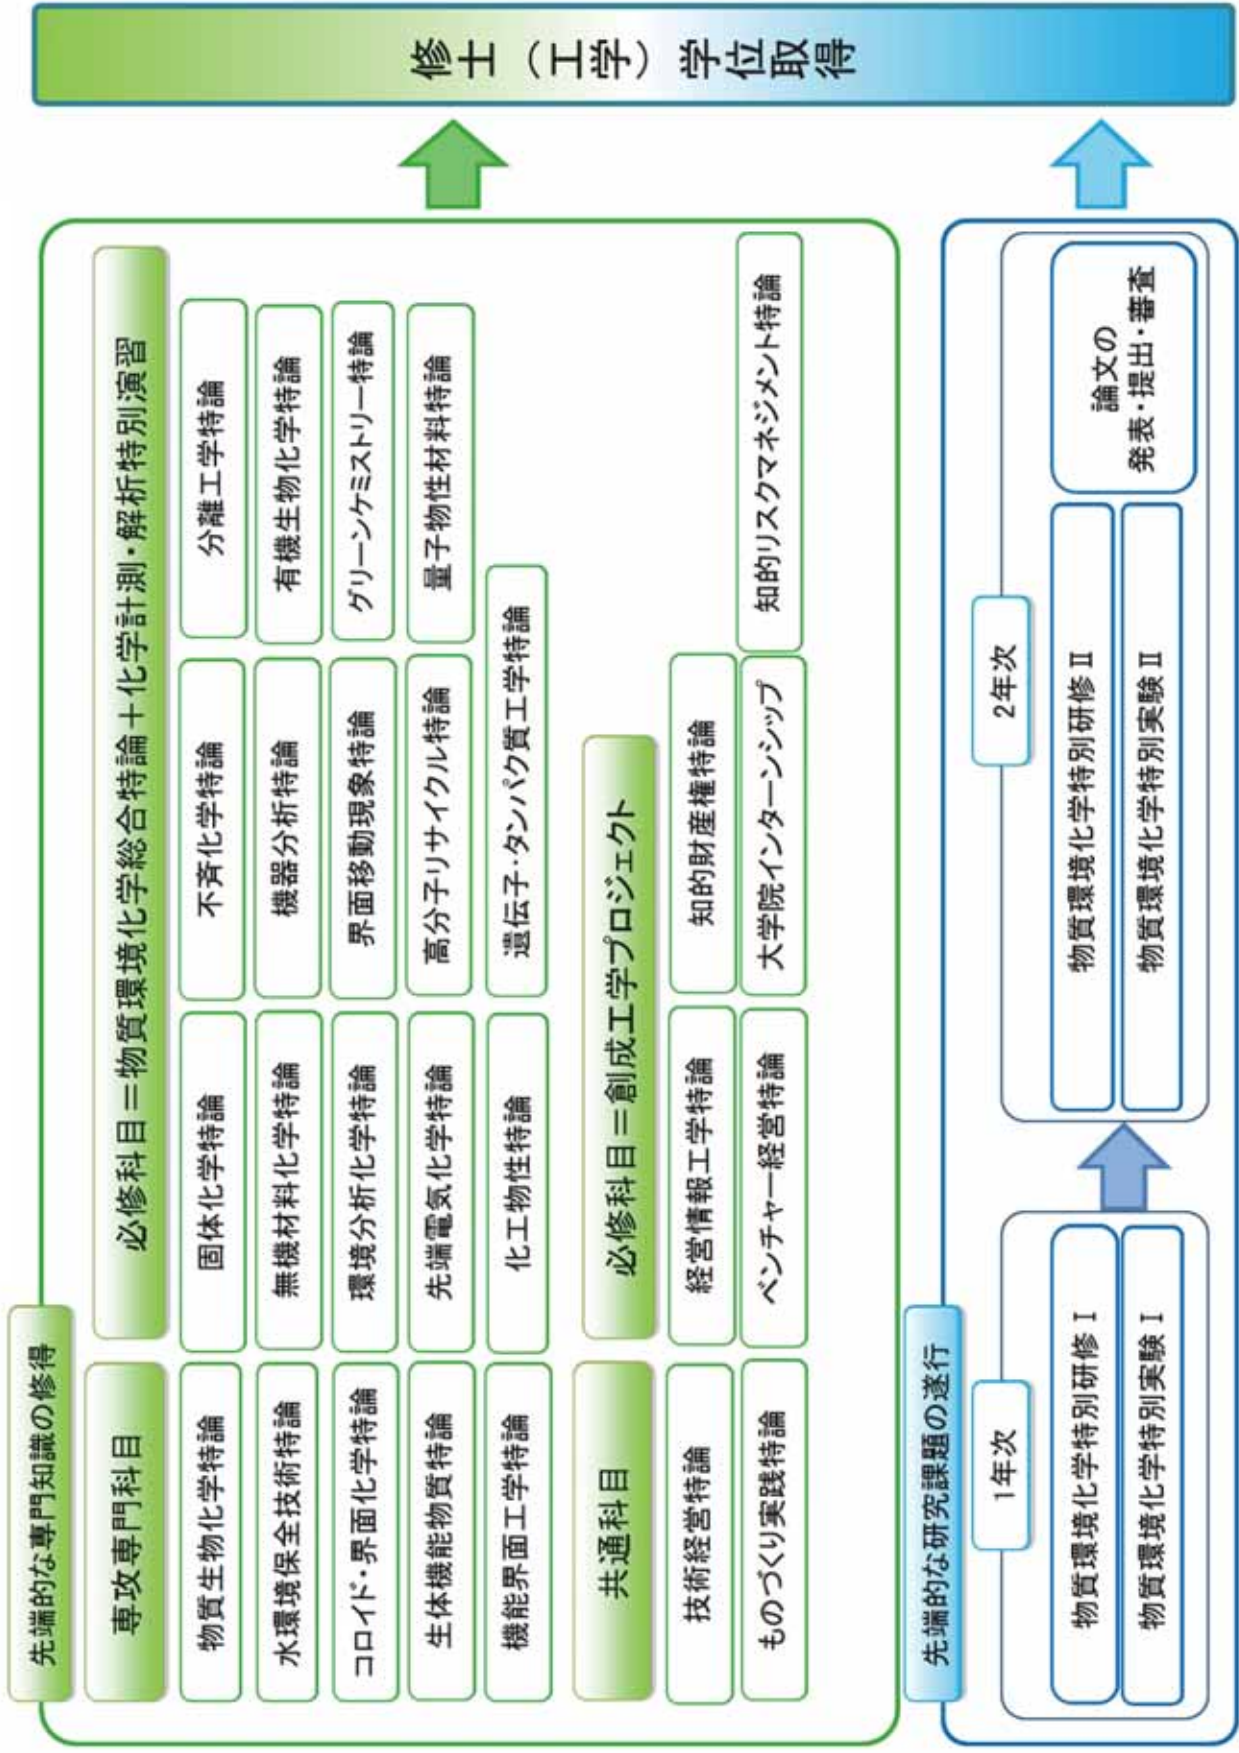 先端的な専門知識の修得
専攻専門科目
必修科目＝物質環境化学総合特論＋化学計測・解析特別演習
物質生物化学特論
固体化学特論
不斉化学特論
分離工学特論
水環境保全技術特論
無機材料化学特論
機器分析特論
有機生物化学特論
コロイド・界面化学特論
環境分析化学特論
界面移動現象特論
グリーンケミストリー特論
生体機能物質特論
先端電気化学特論
高分子リサイクル特論
量子物性材料特論
機能界面工学特論
化工物性特論
遺伝子・タンパク質工学特論
共通科目
必修科目＝創成工学プロジェクト
技術経営特論
経営情報工学特論
知的財産権特論
ものづくり実践特論
ベンチャー経営特論
大学院インターンシップ
知的リスクマネジメント特論
先端的な研究課題の遂行
1年次
物質環境化学特別研修Ⅰ
物質環境化学特別実験Ⅰ
2年次
物質環境化学特別研修Ⅱ
物質環境化学特別実験Ⅱ
論文の
発表・提出・審査
修士（工学）学位取得